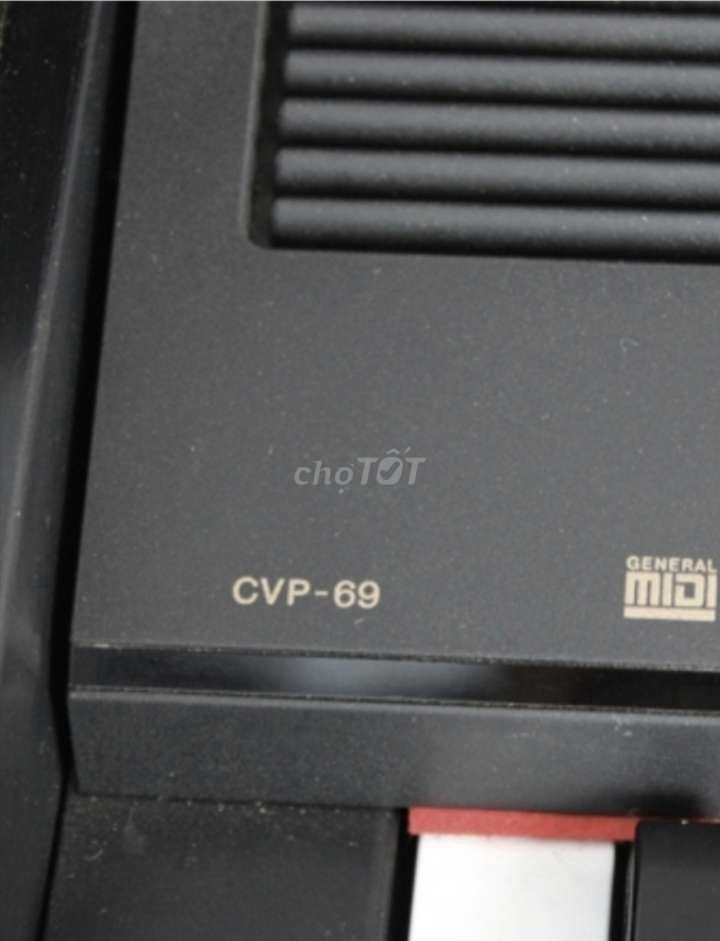 chợTỐT
GENERAL
MIDI
CVP-69